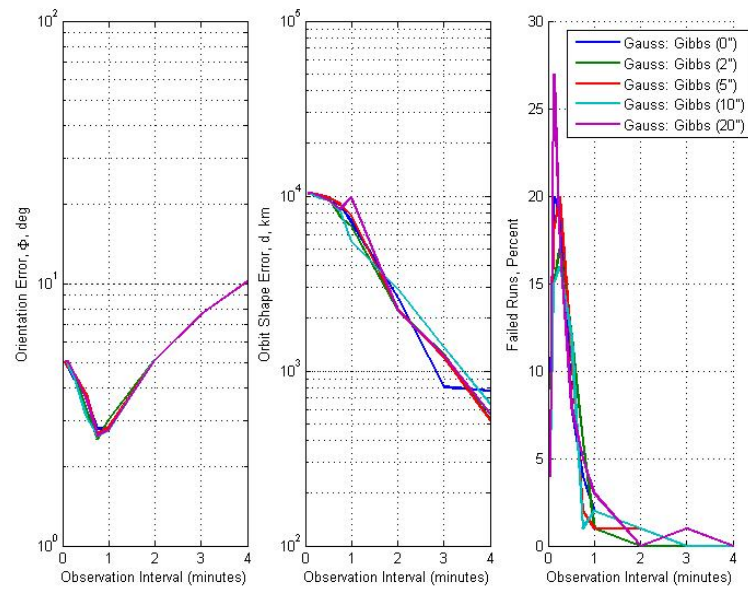 Orientation Error, Φ, deg
10^2
10^1
10^0
0 1 2 3 4
Observation Interval (minutes)
Orbit Shape Error, d, km
10^5
10^4
10^3
10^2
0 1 2 3 4
Observation Interval (minutes)
Failed Runs, Percent
30
25
20
15
10
5
0
0 1 2 3 4
Observation Interval (minutes)
Gauss: Gibbs (0")
Gauss: Gibbs (2")
Gauss: Gibbs (5")
Gauss: Gibbs (10")
Gauss: Gibbs (20")